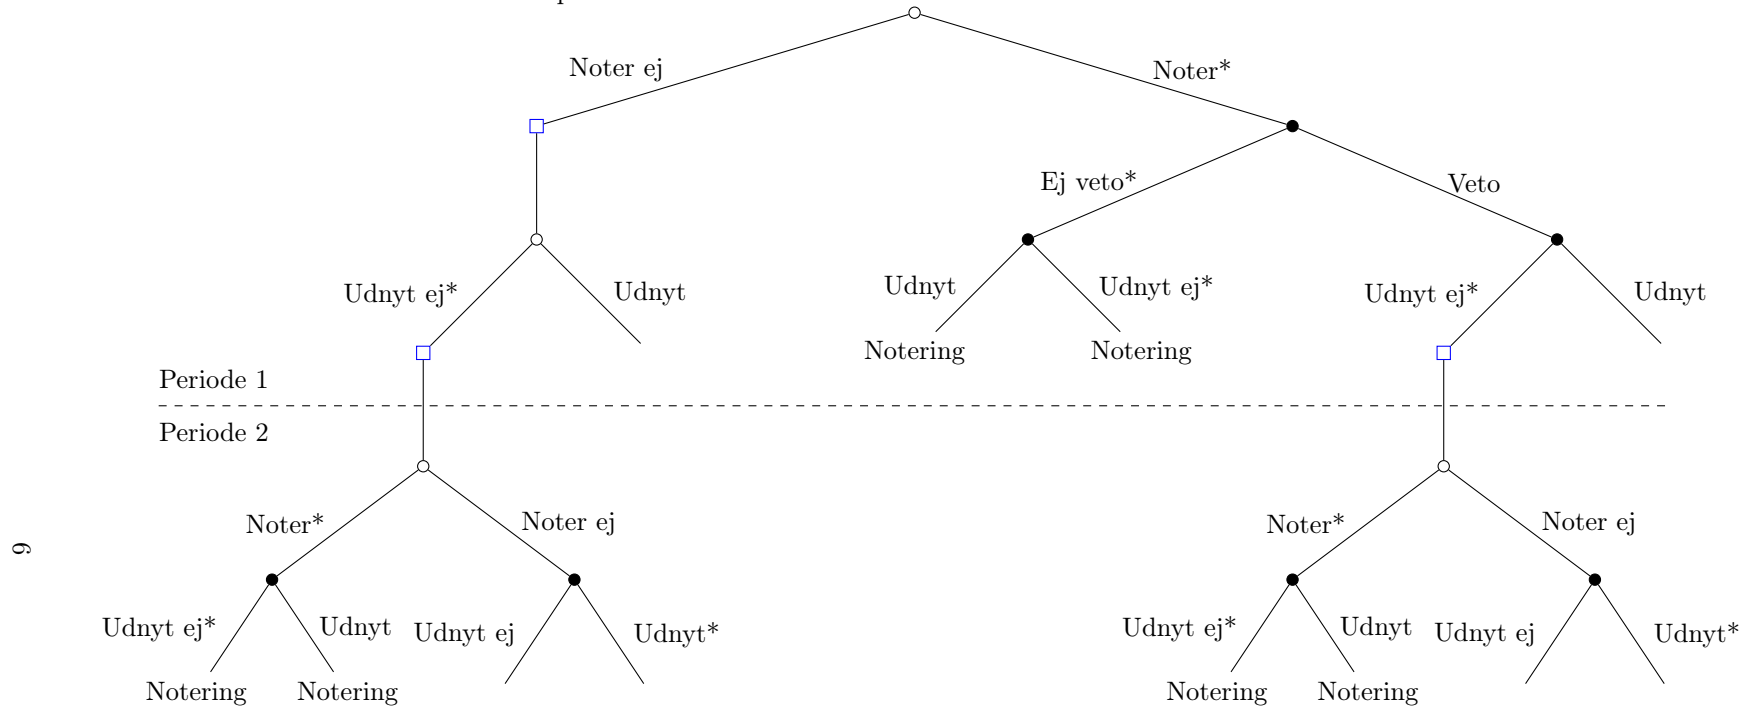 Noter ej
Noter*
Ej veto*
Veto
Udnyt ej*
Udnyt
Udnyt
Udnyt ej*
Udnyt ej*
Udnyt
Notering
Notering
Periode 1
Periode 2
Noter*
Noter ej
Noter*
Noter ej
Udnyt ej*
Udnyt
Udnyt ej
Udnyt*
Udnyt ej*
Udnyt
Udnyt ej
Udnyt*
Notering
Notering
Notering
Notering
9